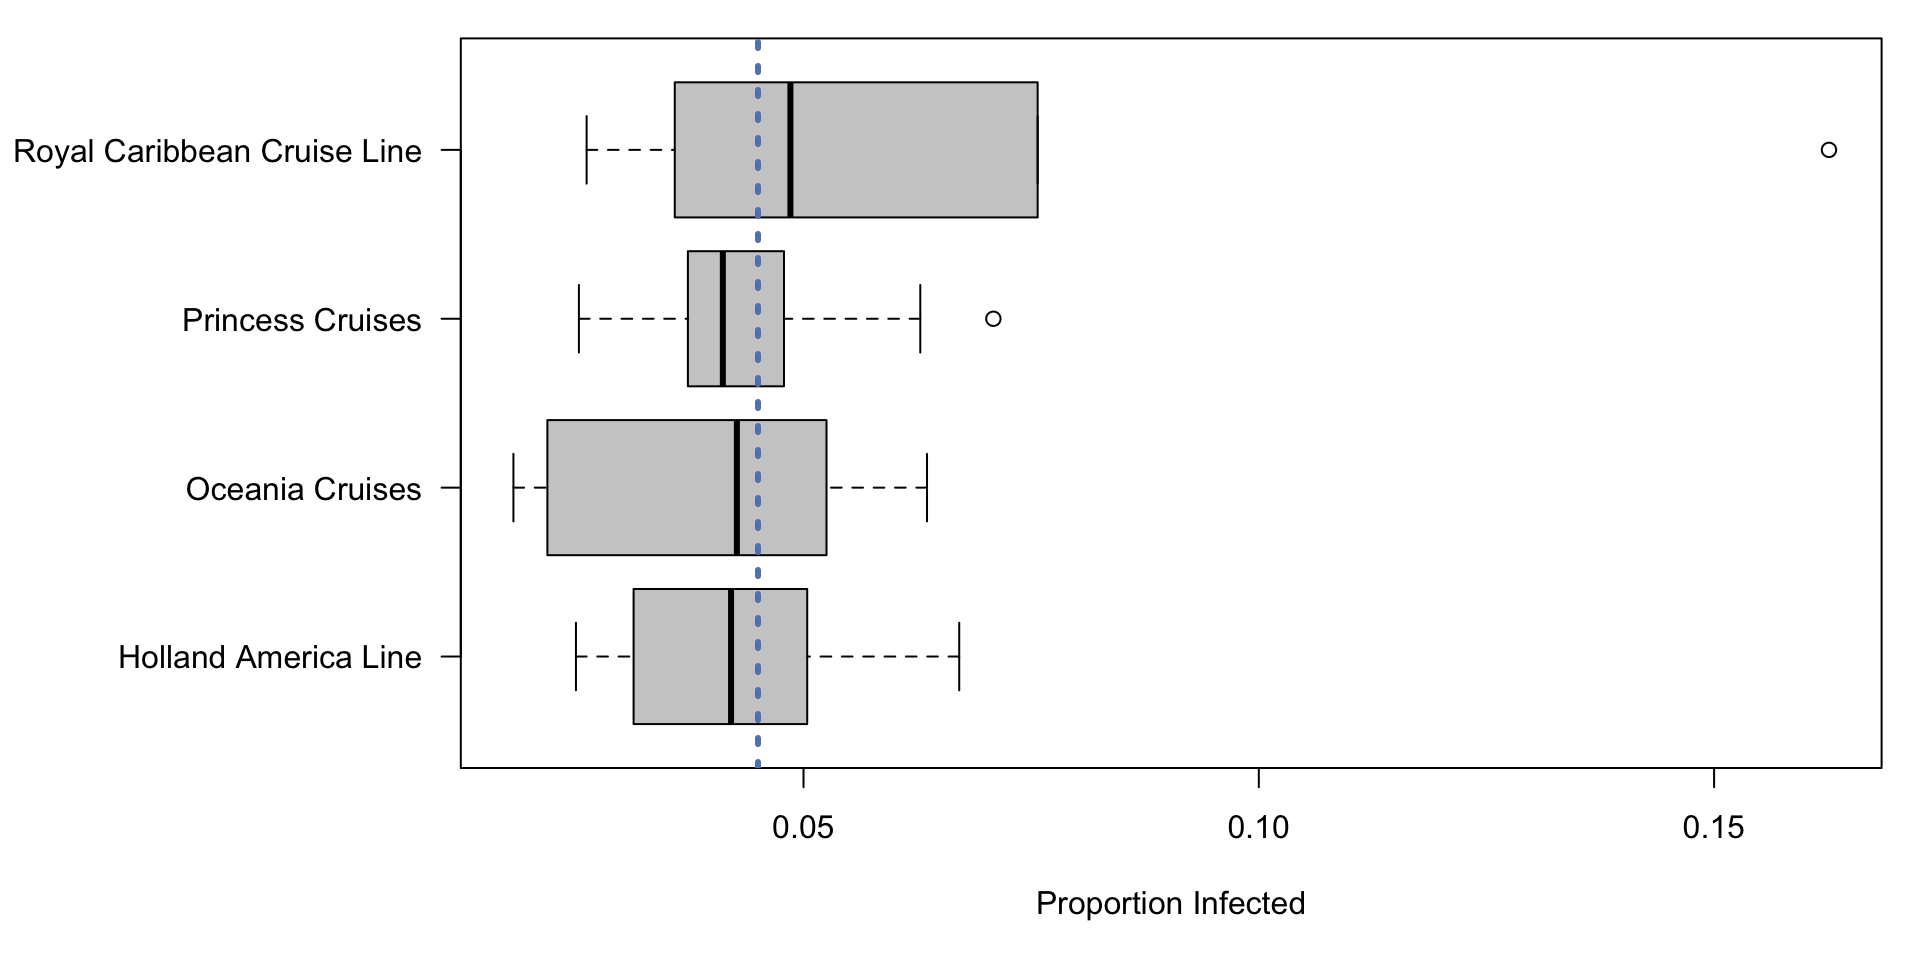 Royal Caribbean Cruise Line
Princess Cruises
Oceania Cruises
Holland America Line
0.05 0.10 0.15
Proportion Infected